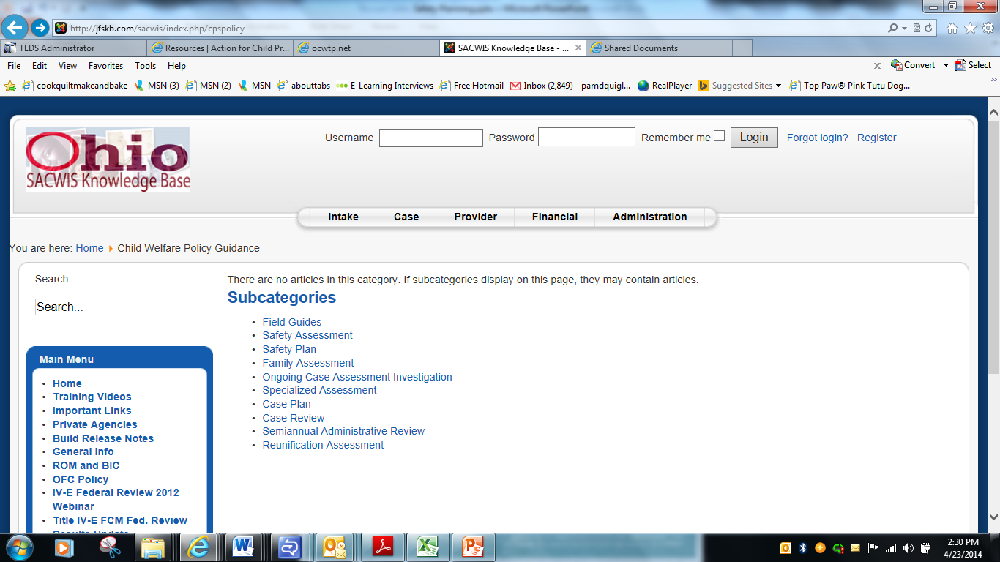 Safety Planning.pptx - Microsoft PowerPoint
http://jfskb.com/sacwis/index.php/cpspolicy
TEDS Administrator
Resources | Action for Child Pr...
ocwtp.net
SACWIS Knowledge Base - ...
Shared Documents
File Edit View Favorites Tools Help
Convert
Select
cookquiltmakeandbake
MSN (3)
MSN (2)
MSN
abouttabs
E-Learning Interviews
Free Hotmail
Inbox (2,849) - pamdquigl...
RealPlayer
Suggested Sites
Top Paw® Pink Tutu Dog...
Ohio
SACWIS Knowledge Base
Username
Password
Remember me
Login
Forgot login?
Register
Intake
Case
Provider
Financial
Administration
You are here: Home Child Welfare Policy Guidance
Search...
Search...
There are no articles in this category. If subcategories display on this page, they may contain articles.
Subcategories
• Field Guides
• Safety Assessment
• Safety Plan
• Family Assessment
• Ongoing Case Assessment Investigation
• Specialized Assessment
• Case Plan
• Case Review
• Semiannual Administrative Review
• Reunification Assessment
Main Menu
• Home
• Training Videos
• Important Links
• Private Agencies
• Build Release Notes
• General Info
• ROM and BIC
• OFC Policy
• IV-E Federal Review 2012
Webinar
• Title IV-E FCM Fed. Review
Results Update
2:30 PM
4/23/2014